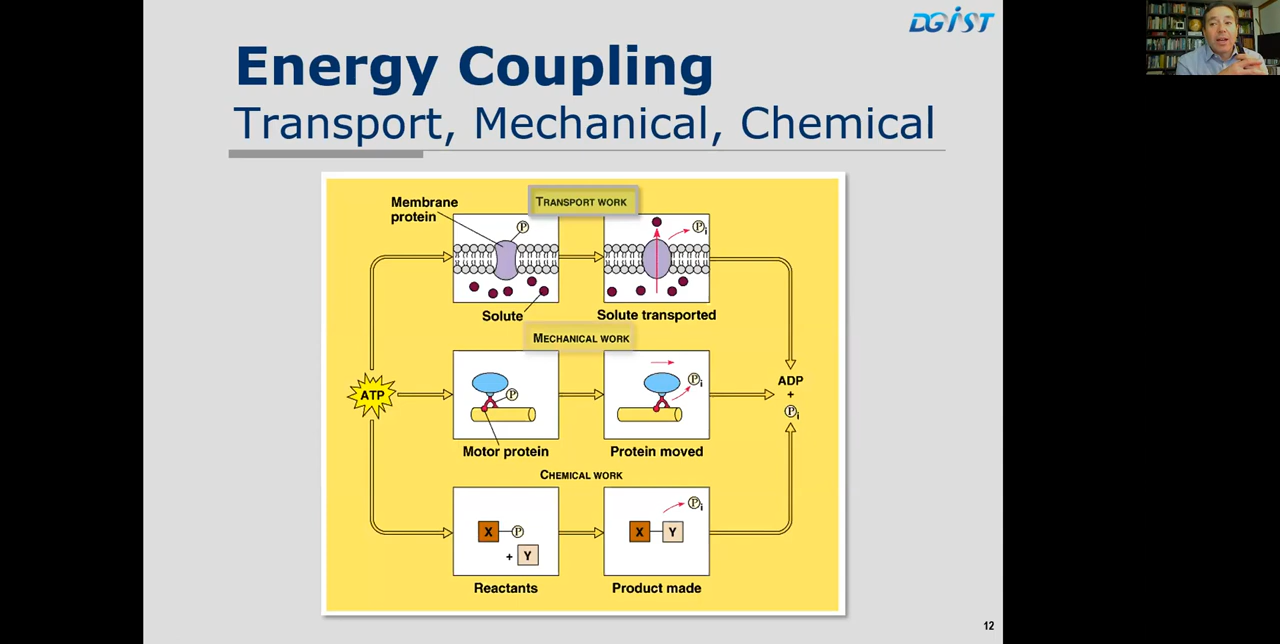 DGIST
Energy Coupling
Transport, Mechanical, Chemical
TRANSPORT WORK
Membrane
protein
P
Pi
Solute
Solute transported
MECHANICAL WORK
ATP
P
Pi
ADP
+
Pi
Motor protein
Protein moved
CHEMICAL WORK
X P
+ Y
Pi
X Y
Reactants
Product made
12